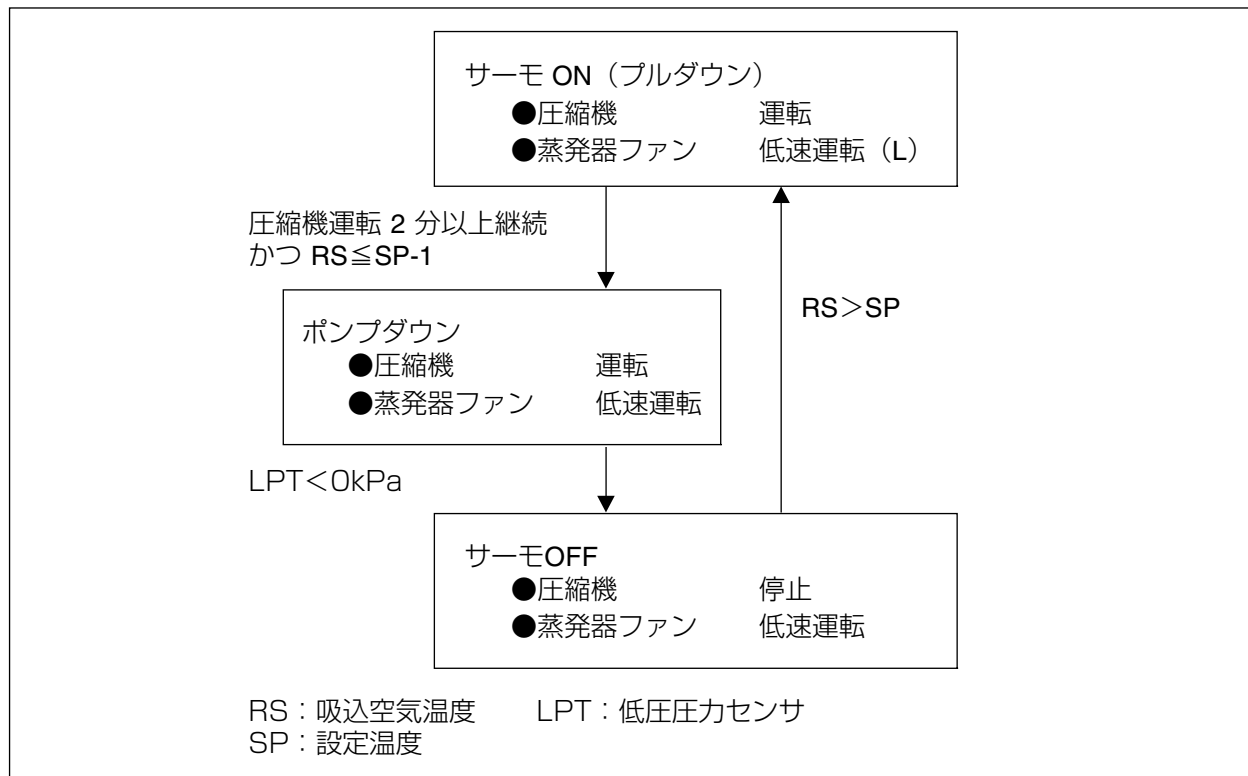 サーモ ON（プルダウン）
●圧縮機 運転
●蒸発器ファン 低速運転（L）
圧縮機運転 2 分以上継続
かつ RS≦SP-1
RS＞SP
ポンプダウン
●圧縮機 運転
●蒸発器ファン 低速運転
LPT＜0kPa
サーモOFF
●圧縮機 停止
●蒸発器ファン 低速運転
RS：吸込空気温度 LPT：低圧圧力センサ
SP：設定温度